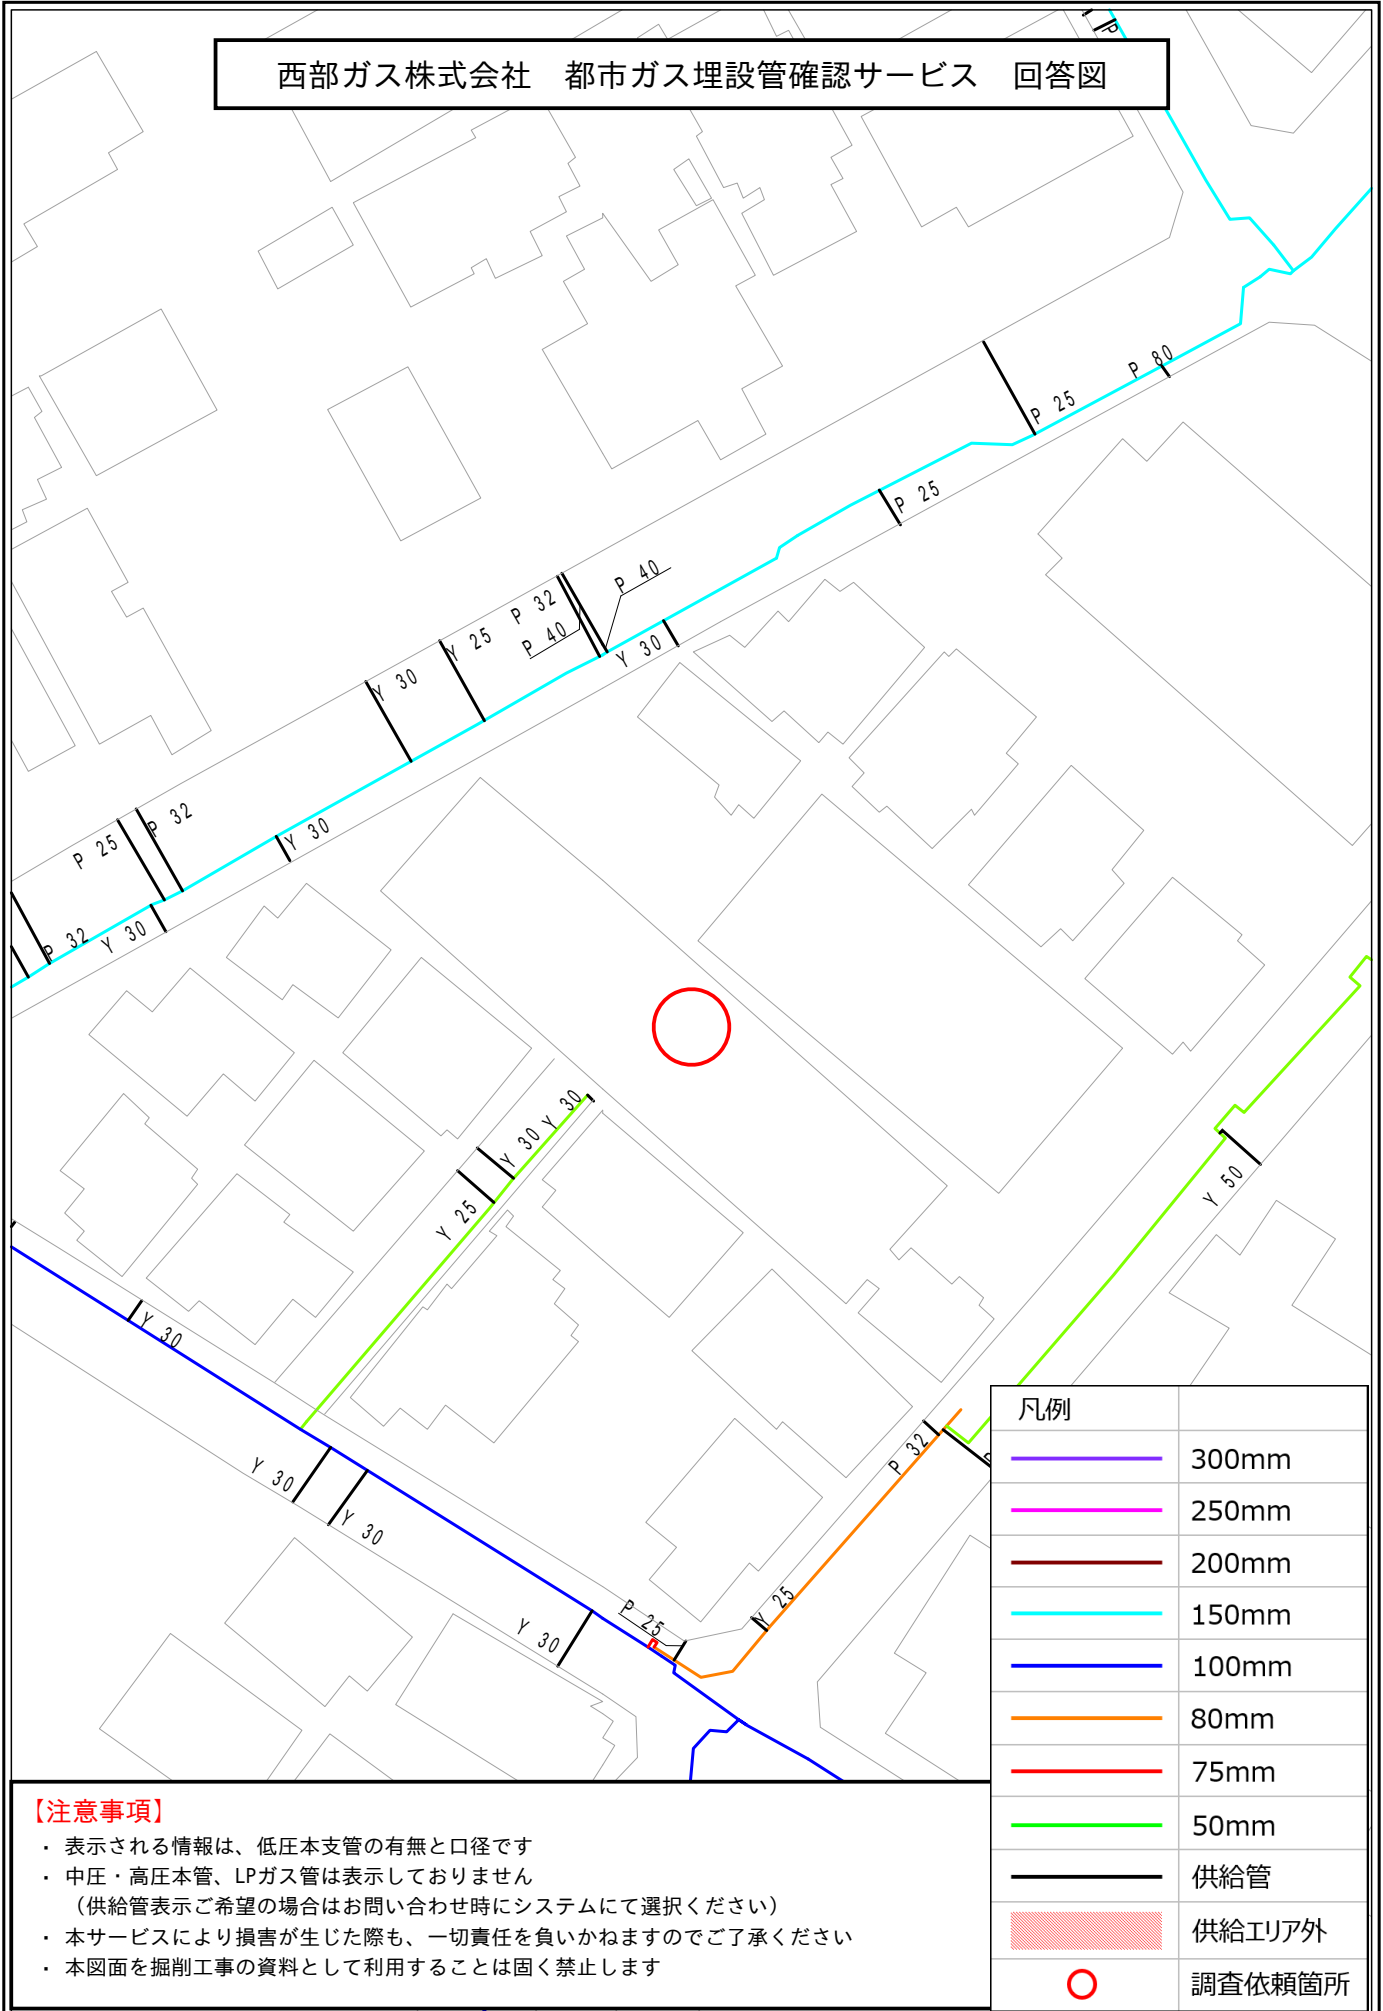 西部ガス株式会社　都市ガス埋設管確認サービス　回答図
P
P 80
P 25
P 25
P 40
P 32
P 40
Y 25
Y 30
Y 30
P 32
P 25
Y 30
P 32
Y 30
Y 30
Y 30
Y 25
Y 50
Y 30
P 32
Y 30
Y 30
Y 25
P 25
Y 30
凡例
300mm
250mm
200mm
150mm
100mm
80mm
75mm
50mm
供給管
供給エリア外
調査依頼箇所
【注意事項】
・ 表示される情報は、低圧本支管の有無と口径です
・ 中圧・高圧本管、LPガス管は表示しておりません
（供給管表示ご希望の場合はお問い合わせ時にシステムにて選択ください）
・ 本サービスにより損害が生じた際も、一切責任を負いかねますのでご了承ください
・ 本図面を掘削工事の資料として利用することは固く禁止します